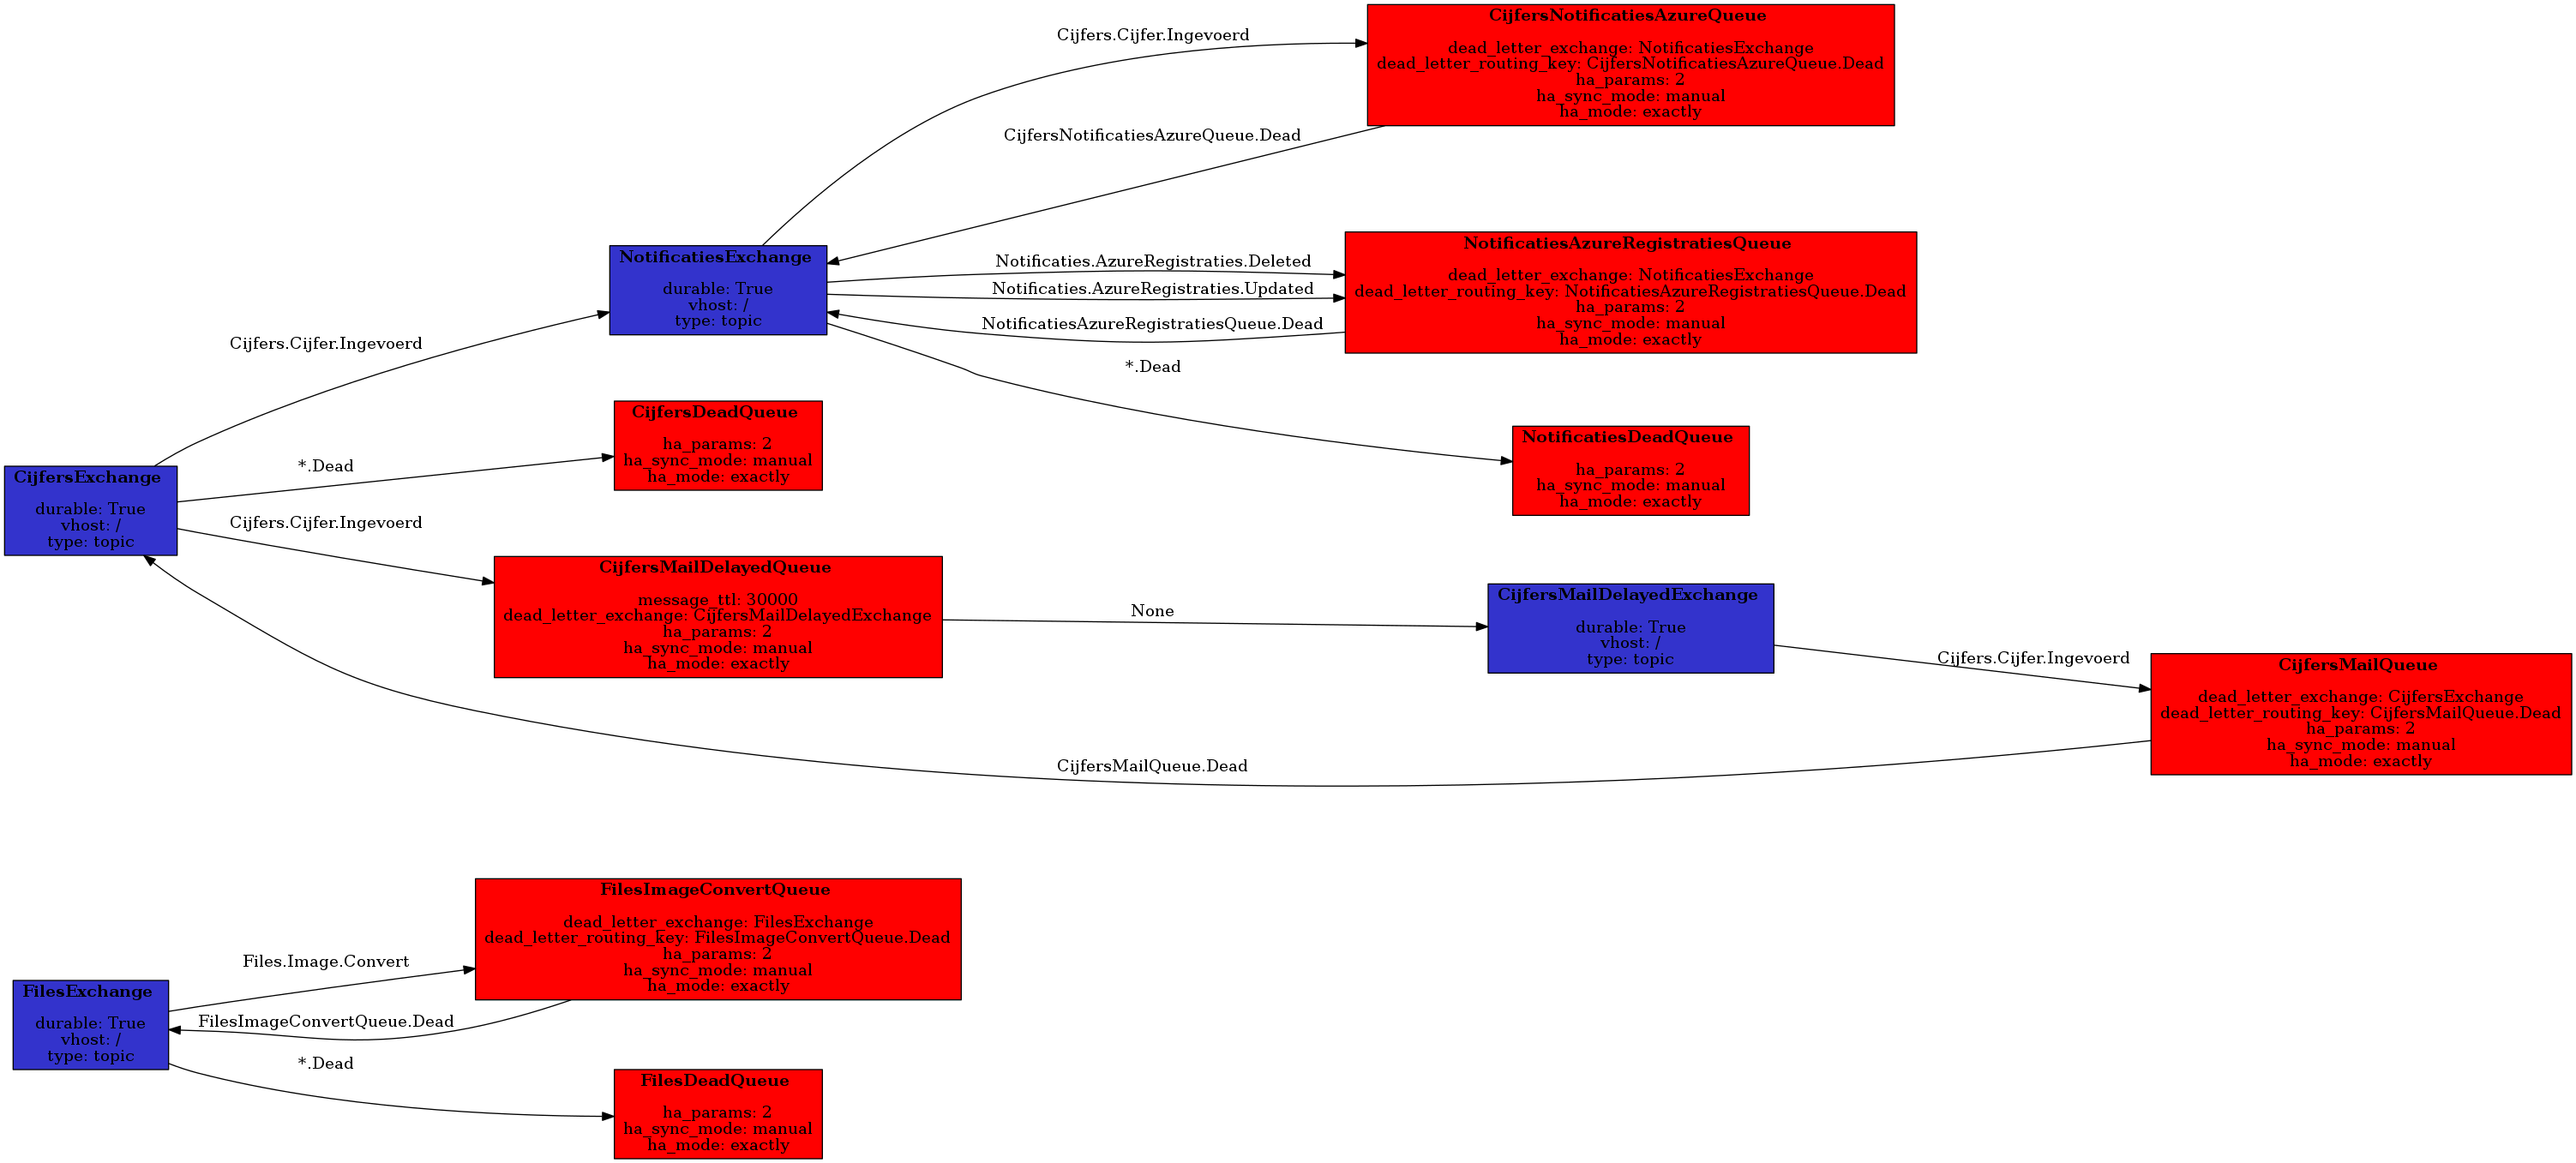 CijfersNotificatiesAzureQueue
dead_letter_exchange: NotificatiesExchange
dead_letter_routing_key: CijfersNotificatiesAzureQueue.Dead
ha_params: 2
ha_sync_mode: manual
ha_mode: exactly
Cijfers.Cijfer.Ingevoerd
CijfersNotificatiesAzureQueue.Dead
NotificatiesExchange
durable: True
vhost: /
type: topic
Notificaties.AzureRegistraties.Deleted
Notificaties.AzureRegistraties.Updated
NotificatiesAzureRegistratiesQueue.Dead
*.Dead
NotificatiesAzureRegistratiesQueue
dead_letter_exchange: NotificatiesExchange
dead_letter_routing_key: NotificatiesAzureRegistratiesQueue.Dead
ha_params: 2
ha_sync_mode: manual
ha_mode: exactly
Cijfers.Cijfer.Ingevoerd
CijfersDeadQueue
ha_params: 2
ha_sync_mode: manual
ha_mode: exactly
NotificatiesDeadQueue
ha_params: 2
ha_sync_mode: manual
ha_mode: exactly
CijfersExchange
durable: True
vhost: /
type: topic
*.Dead
Cijfers.Cijfer.Ingevoerd
CijfersMailDelayedQueue
message_ttl: 30000
dead_letter_exchange: CijfersMailDelayedExchange
ha_params: 2
ha_sync_mode: manual
ha_mode: exactly
None
CijfersMailDelayedExchange
durable: True
vhost: /
type: topic
Cijfers.Cijfer.Ingevoerd
CijfersMailQueue
dead_letter_exchange: CijfersExchange
dead_letter_routing_key: CijfersMailQueue.Dead
ha_params: 2
ha_sync_mode: manual
ha_mode: exactly
CijfersMailQueue.Dead
FilesImageConvertQueue
dead_letter_exchange: FilesExchange
dead_letter_routing_key: FilesImageConvertQueue.Dead
ha_params: 2
ha_sync_mode: manual
ha_mode: exactly
Files.Image.Convert
FilesExchange
durable: True
vhost: /
type: topic
FilesImageConvertQueue.Dead
*.Dead
FilesDeadQueue
ha_params: 2
ha_sync_mode: manual
ha_mode: exactly